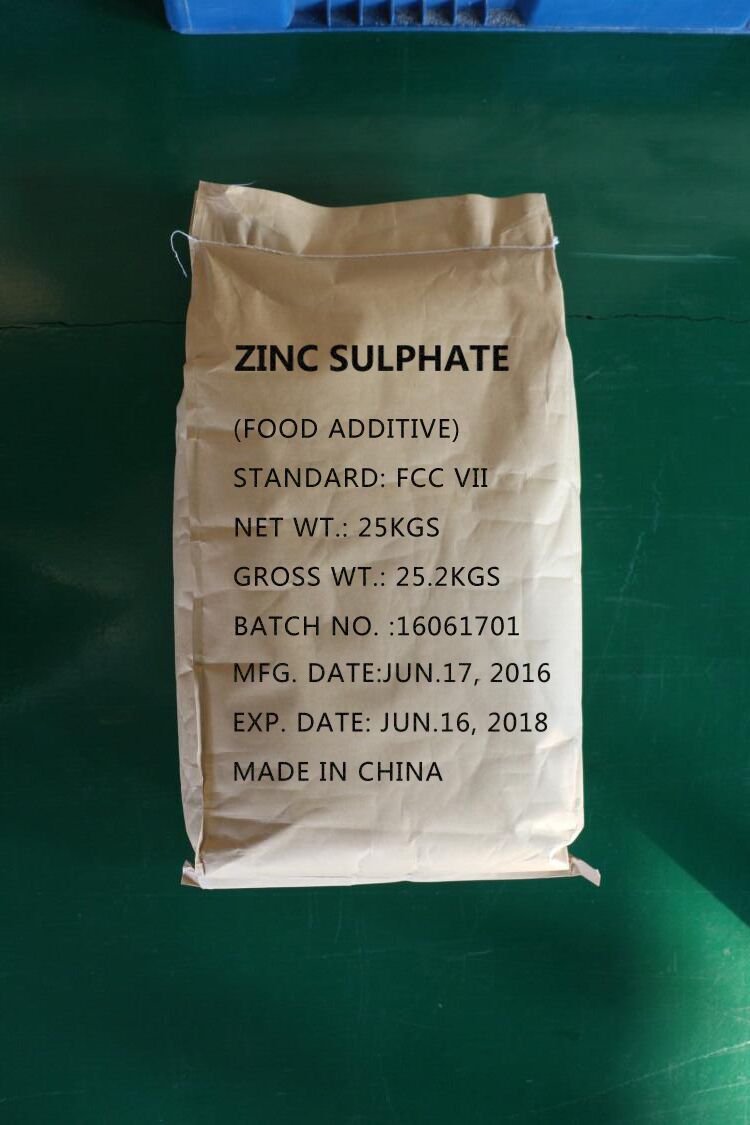 ZINC SULPHATE
(FOOD ADDITIVE)
STANDARD: FCC VII
NET WT.: 25KGS
GROSS WT.: 25.2KGS
BATCH NO. :16061701
MFG. DATE:JUN.17, 2016
EXP. DATE: JUN.16, 2018
MADE IN CHINA